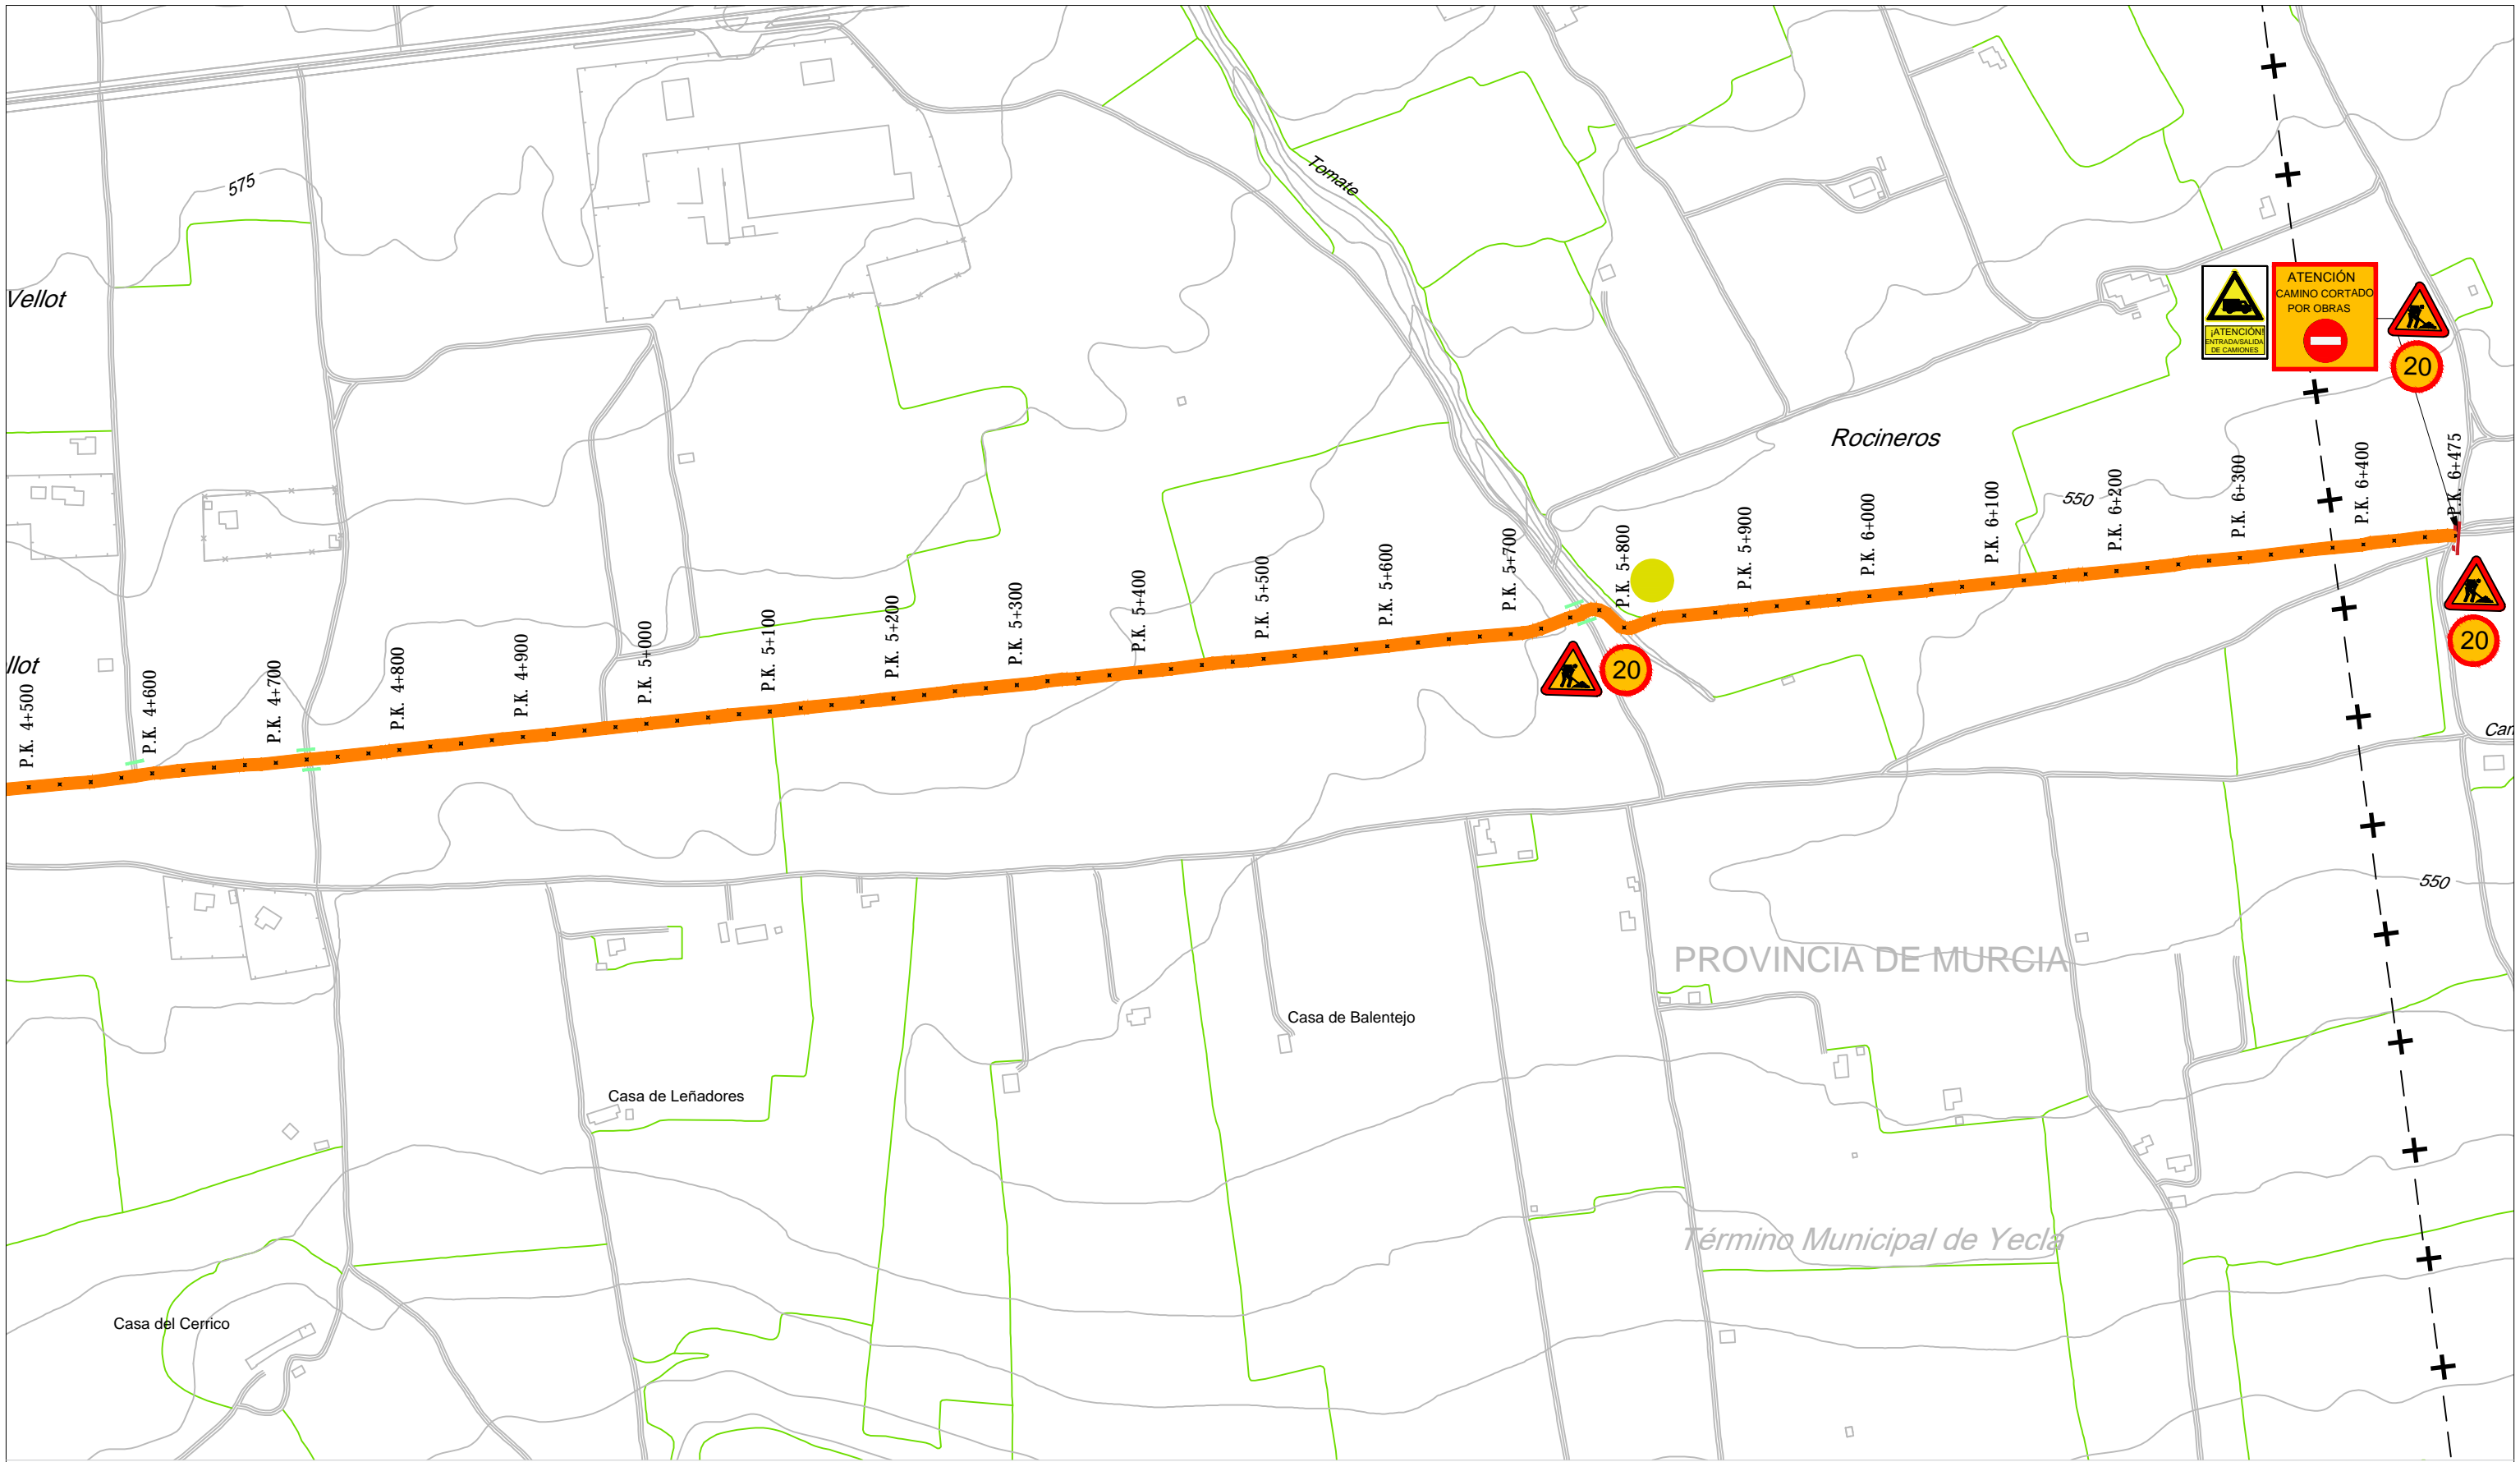 575
Tomate
Vellot
ATENCIÓN
CAMINO CORTADO
POR OBRAS
¡ATENCIÓN!
ENTRADA/SALIDA
DE CAMIONES
20
Rocineros
550
llot
P.K. 4+500
P.K. 4+600
P.K. 4+700
P.K. 4+800
P.K. 4+900
P.K. 5+000
P.K. 5+100
P.K. 5+200
P.K. 5+300
P.K. 5+400
P.K. 5+500
P.K. 5+600
P.K. 5+700
P.K. 5+800
P.K. 5+900
P.K. 6+000
P.K. 6+100
P.K. 6+200
P.K. 6+300
P.K. 6+400
P.K. 6+475
20
20
Cam
550
PROVINCIA DE MURCIA
Casa de Balentejo
Casa de Leñadores
Término Municipal de Yecla
Casa del Cerrico